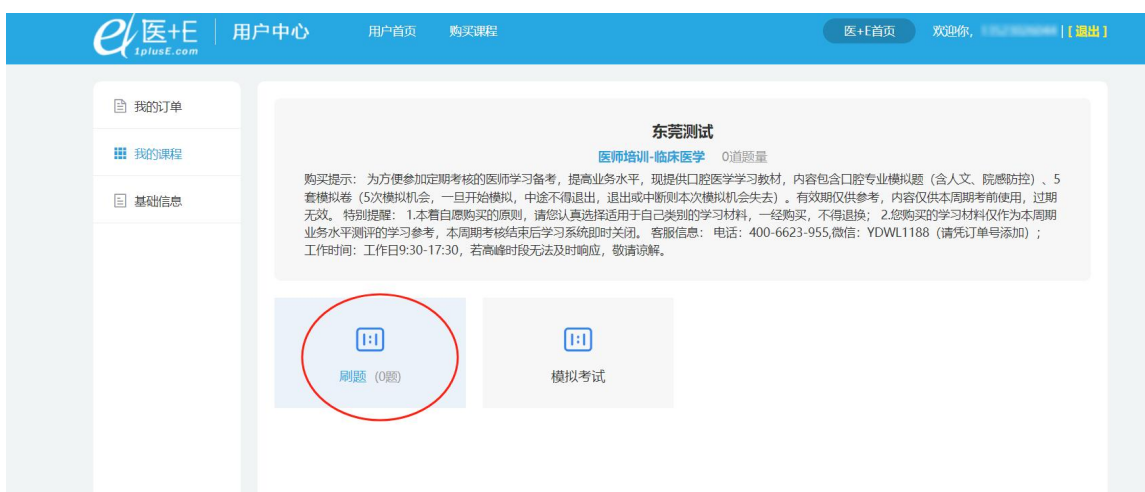 医+E
1plusE.com
用户中心
用户首页 购买课程
医+E首页 欢迎你, | [ 退出 ]
我的订单
我的课程
基础信息
东莞测试
医师培训-临床医学 0道题量
购买提示: 为方便参加定期考核的医师学习备考，提高业务水平，现提供口腔医学学习教材，内容包含口腔专业模拟题（含人文、院感防控）、5
套模拟卷（5次模拟机会，一旦开始模拟，中途不得退出，退出或中断则本次模拟机会失去）。有效期仅供参考，内容仅供本周期考前使用，过期
无效。 特别提醒: 1.本着自愿购买的原则，请您认真选择适用于自己类别的学习材料，一经购买，不得退换； 2.您购买的学习材料仅作为本周期
业务水平测评的学习参考，本周期考核结束后学习系统即时关闭。 客服信息: 电话: 400-6623-955,微信: YDWL1188（请凭订单号添加）；
工作时间: 工作日9:30-17:30，若高峰时段无法及时响应，敬请谅解。
刷题 (0题)
模拟考试